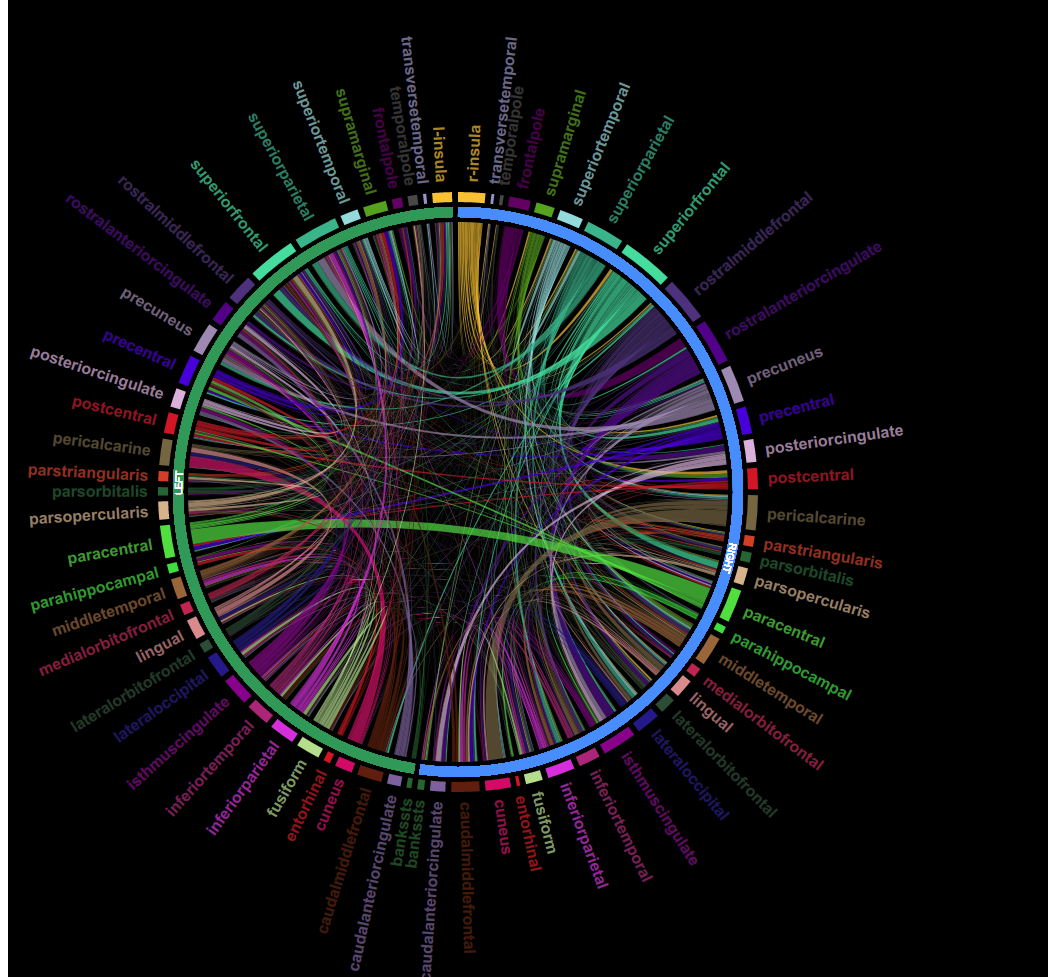 l-insula
transversetemporal
temporalpole
frontalpole
supramarginal
superiortemporal
superiorparietal
superiorfrontal
rostralmiddlefrontal
rostralanteriorcingulate
precuneus
precentral
posteriorcingulate
postcentral
pericalcarine
parstriangularis
parsorbitalis
parsopercularis
paracentral
parahippocampal
middletemporal
medialorbitofrontal
lingual
lateralorbitofrontal
lateraloccipital
isthmuscingulate
inferiortemporal
inferiorparietal
fusiform
entorhinal
cuneus
caudalmiddlefrontal
caudalanteriorcingulate
bankssts
LEFT
r-insula
transversetemporal
temporalpole
frontalpole
supramarginal
superiortemporal
superiorparietal
superiorfrontal
rostralmiddlefrontal
rostralanteriorcingulate
precuneus
precentral
posteriorcingulate
postcentral
pericalcarine
parstriangularis
parsorbitalis
parsopercularis
paracentral
parahippocampal
middletemporal
medialorbitofrontal
lingual
lateralorbitofrontal
lateraloccipital
isthmuscingulate
inferiortemporal
inferiorparietal
fusiform
entorhinal
cuneus
caudalmiddlefrontal
caudalanteriorcingulate
bankssts
RIGHT